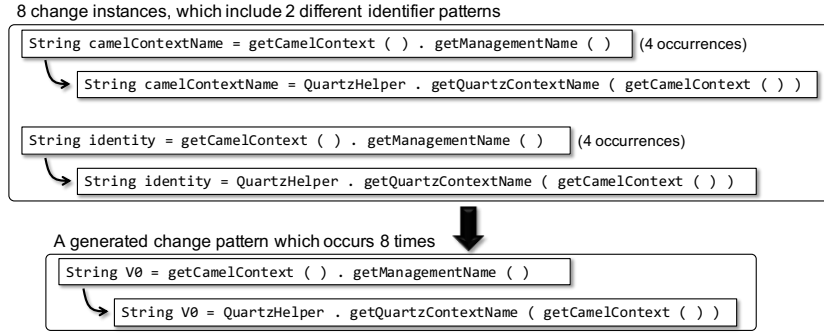 8 change instances, which include 2 different identifier patterns
String camelContextName = getCamelContext ( ) . getManagementName ( ) (4 occurrences)
String camelContextName = QuartzHelper . getQuartzContextName ( getCamelContext ( ) )
String identity = getCamelContext ( ) . getManagementName ( ) (4 occurrences)
String identity = QuartzHelper . getQuartzContextName ( getCamelContext ( ) )
A generated change pattern which occurs 8 times
String V0 = getCamelContext ( ) . getManagementName ( )
String V0 = QuartzHelper . getQuartzContextName ( getCamelContext ( ) )